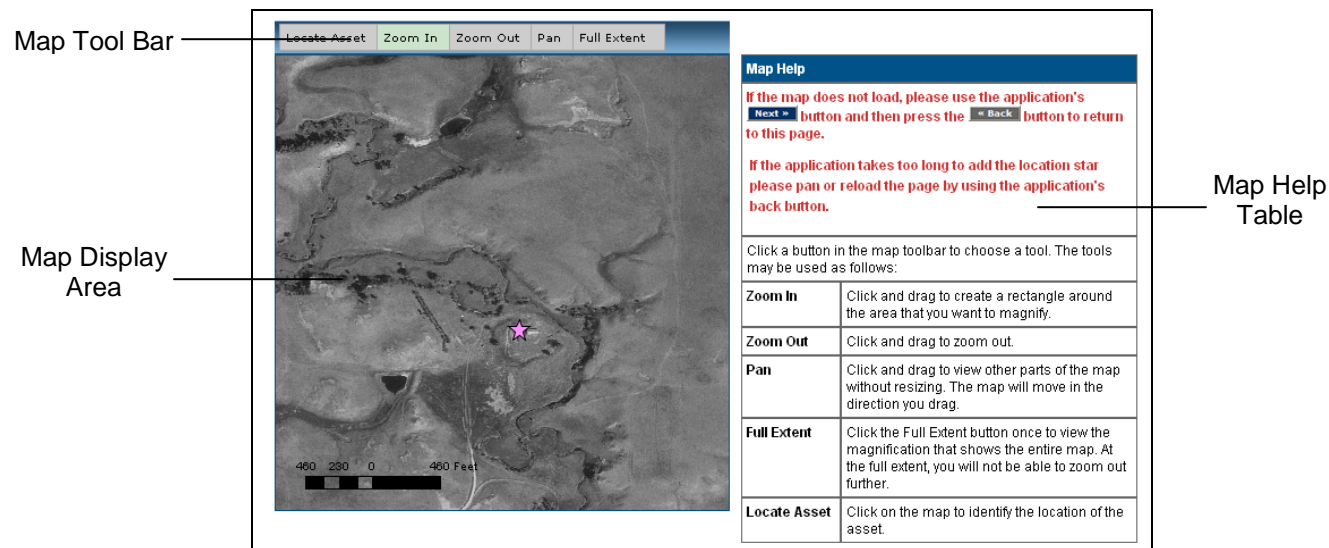 Map Tool Bar
Locate Asset Zoom In Zoom Out Pan Full Extent
Map Display
Area
460 230 0 460 Feet
Map Help
If the map does not load, please use the application's
Next » button and then press the « Back button to return
to this page.
If the application takes too long to add the location star
please pan or reload the page by using the application's
back button.
Click a button in the map toolbar to choose a tool. The tools
may be used as follows:
Zoom In Click and drag to create a rectangle around
the area that you want to magnify.
Zoom Out Click and drag to zoom out.
Pan Click and drag to view other parts of the map
without resizing. The map will move in the
direction you drag.
Full Extent Click the Full Extent button once to view the
magnification that shows the entire map. At
the full extent, you will not be able to zoom out
further.
Locate Asset Click on the map to identify the location of the
asset.
Map Help
Table